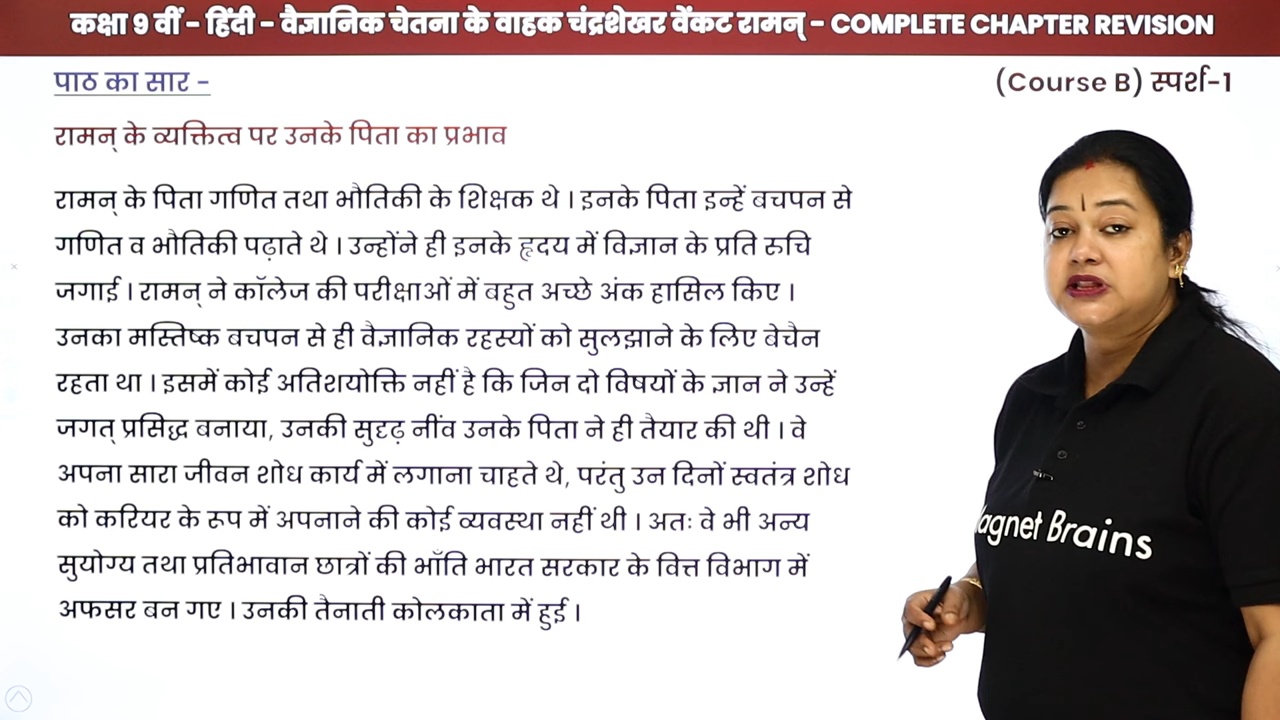 कक्षा 9 वीं - हिंदी - वैज्ञानिक चेतना के वाहक चंद्रशेखर वेंकट रामन् - COMPLETE CHAPTER REVISION
पाठ का सार -
(Course B) स्पर्श-1
रामन् के व्यक्तित्व पर उनके पिता का प्रभाव
रामन् के पिता गणित तथा भौतिकी के शिक्षक थे । इनके पिता इन्हें बचपन से
गणित व भौतिकी पढ़ाते थे । उन्होंने ही इनके हृदय में विज्ञान के प्रति रुचि
जगाई । रामन् ने कॉलेज की परीक्षाओं में बहुत अच्छे अंक हासिल किए ।
उनका मस्तिष्क बचपन से ही वैज्ञानिक रहस्यों को सुलझाने के लिए बेचैन
रहता था । इसमें कोई अतिशयोक्ति नहीं है कि जिन दो विषयों के ज्ञान ने उन्हें
जगत् प्रसिद्ध बनाया, उनकी सुदृढ़ नींव उनके पिता ने ही तैयार की थी । वे
अपना सारा जीवन शोध कार्य में लगाना चाहते थे, परंतु उन दिनों स्वतंत्र शोध
को करियर के रूप में अपनाने की कोई व्यवस्था नहीं थी । अतः वे भी अन्य
सुयोग्य तथा प्रतिभावान छात्रों की भाँति भारत सरकार के वित्त विभाग में
अफसर बन गए । उनकी तैनाती कोलकाता में हुई ।
agnet Brains